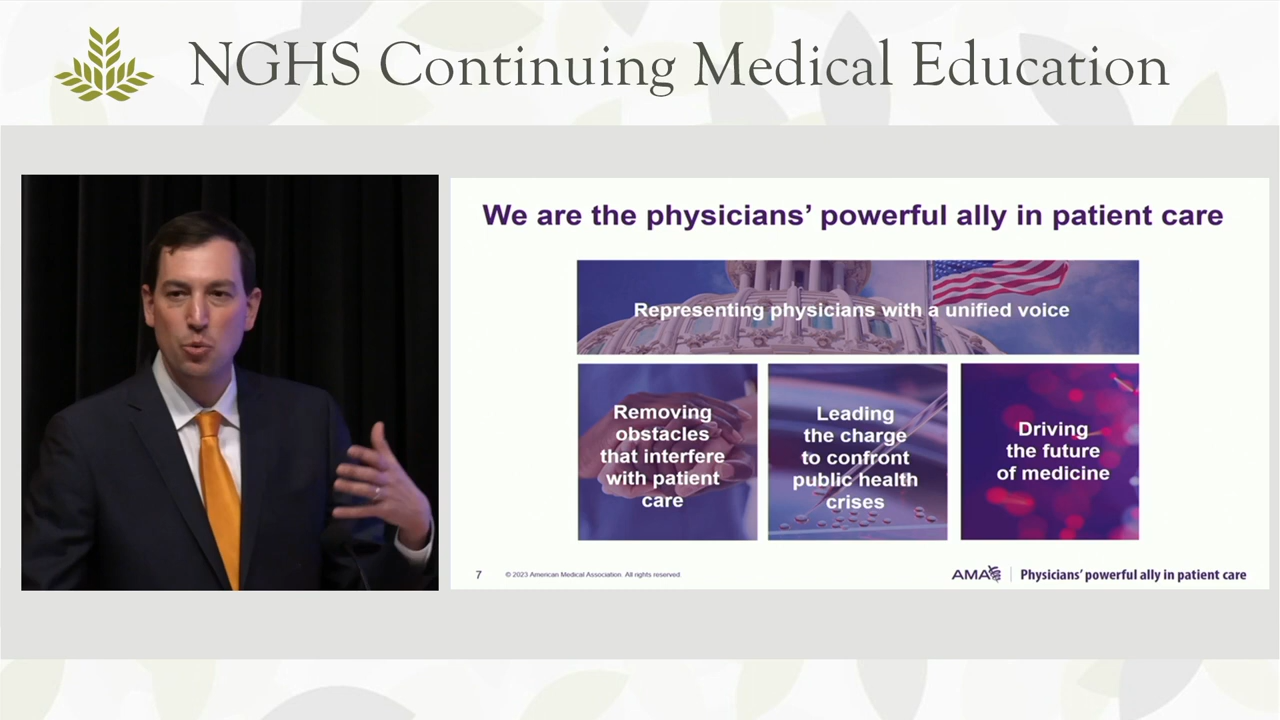 NGHS Continuing Medical Education
We are the physicians' powerful ally in patient care
Representing physicians with a unified voice
Removing
obstacles
that interfere
with patient
care
Leading
the charge
to confront
public health
crises
Driving
the future
of medicine
7
© 2023 American Medical Association. All rights reserved.
AMA
Physicians' powerful ally in patient care